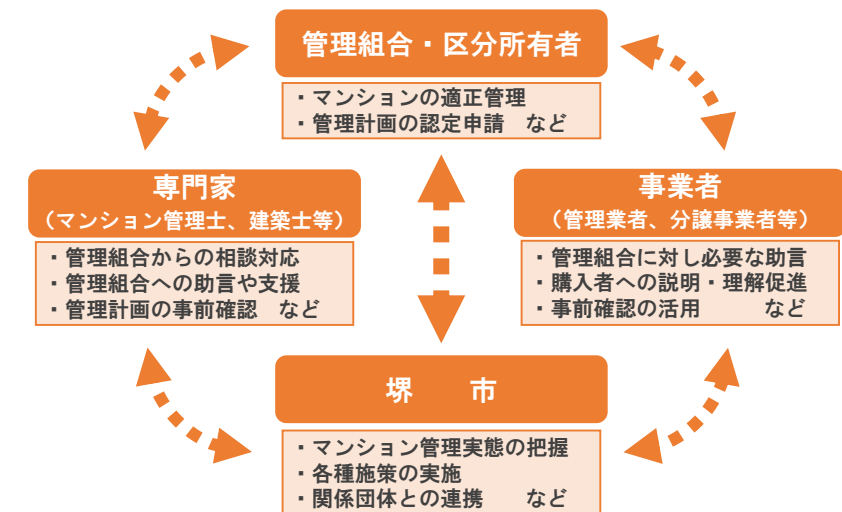 管理組合・区分所有者
・マンションの適正管理
・管理計画の認定申請　など
専門家
（マンション管理士、建築士等）
・管理組合からの相談対応
・管理組合への助言や支援
・管理計画の事前確認　など
事業者
（管理業者、分譲事業者等）
・管理組合に対し必要な助言
・購入者への説明・理解促進
・事前確認の活用　　　など
堺　　市
・マンション管理実態の把握
・各種施策の実施
・関係団体との連携　　など